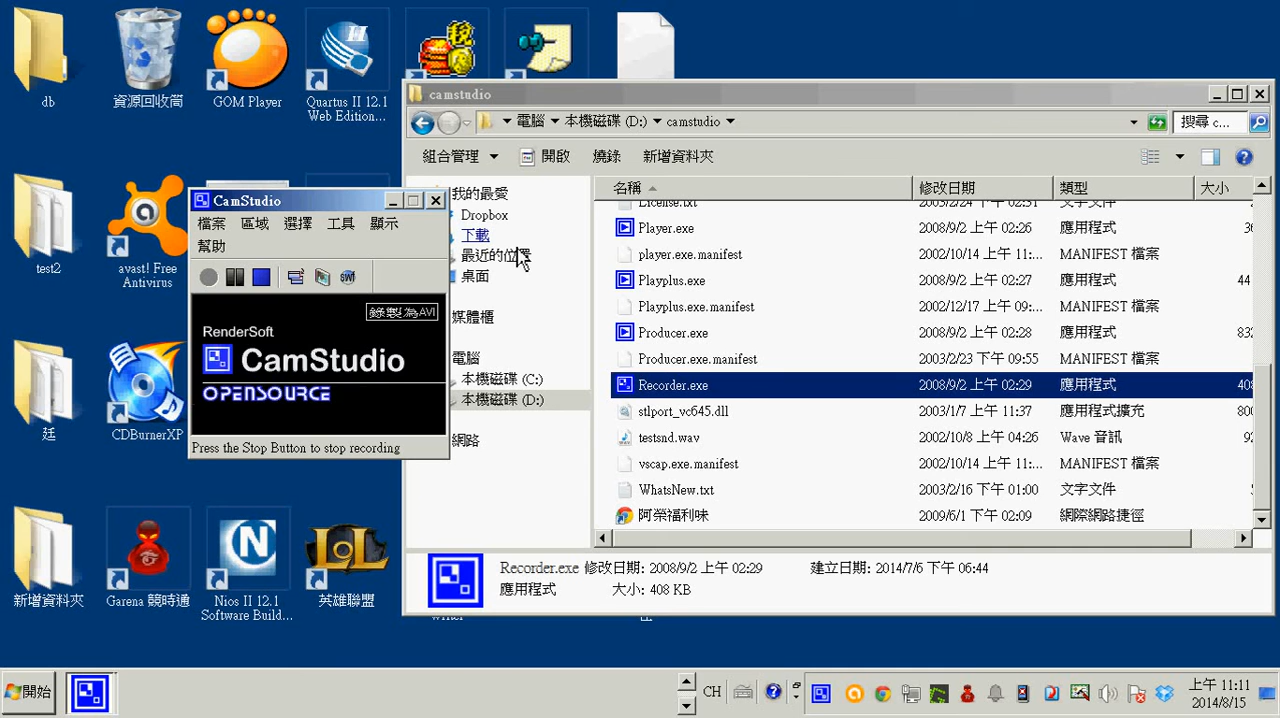 db
資源回收筒
GOM Player
Quartus II 12.1
Web Edition...
test2
avast! Free
Antivirus
廷
CDBurnerXP
新增資料夾
Garena 競時通
Nios II 12.1
Software Build...
英雄聯盟
CamStudio
檔案 區域 選擇 工具 顯示
幫助
錄製為AVI
RenderSoft
CamStudio
OPENSOURCE
Press the Stop Button to stop recording
camstudio
電腦 本機磁碟 (D:) camstudio
搜尋 c...
組合管理 開啟 燒錄 新增資料夾
我的最愛
Dropbox
下載
最近的位置
桌面
媒體櫃
電腦
本機磁碟 (C:)
本機磁碟 (D:)
網路
名稱 修改日期 類型 大小
License.txt 2003/2/24 下午 02:51 文字文件
Player.exe 2008/9/2 上午 02:26 應用程式 36
player.exe.manifest 2002/10/14 上午 11:... MANIFEST 檔案
Playplus.exe 2008/9/2 上午 02:27 應用程式 44
Playplus.exe.manifest 2002/12/17 上午 09:... MANIFEST 檔案
Producer.exe 2008/9/2 上午 02:28 應用程式 832
Producer.exe.manifest 2003/2/23 下午 09:55 MANIFEST 檔案
Recorder.exe 2008/9/2 上午 02:29 應用程式 408
stlport_vc645.dll 2003/1/7 上午 11:37 應用程式擴充 800
testsnd.wav 2002/10/8 上午 04:26 Wave 音訊 92
vscap.exe.manifest 2002/10/14 上午 11:... MANIFEST 檔案
WhatsNew.txt 2003/2/16 下午 01:00 文字文件
阿榮福利味 2009/6/1 下午 02:09 網際網路捷徑
Recorder.exe 修改日期: 2008/9/2 上午 02:29 建立日期: 2014/7/6 下午 06:44
應用程式 大小: 408 KB
開始
CH
上午 11:11
2014/8/15